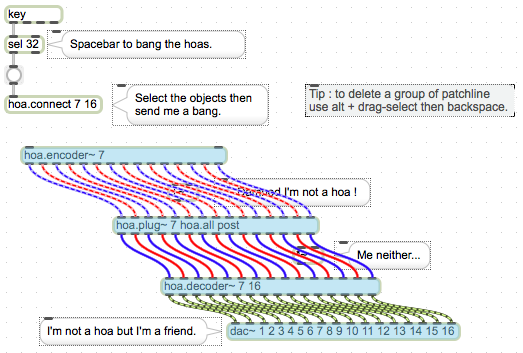 key
sel 32
Spacebar to bang the hoas.
hoa.connect 7 16
Select the objects then
send me a bang.
Tip : to delete a group of patchline
use alt + drag-select then backspace.
hoa.encoder~ 7
I'm not a hoa !
hoa.plug~ 7 hoa.all post
Me neither...
hoa.decoder~ 7 16
I'm not a hoa but I'm a friend.
dac~ 1 2 3 4 5 6 7 8 9 10 11 12 13 14 15 16